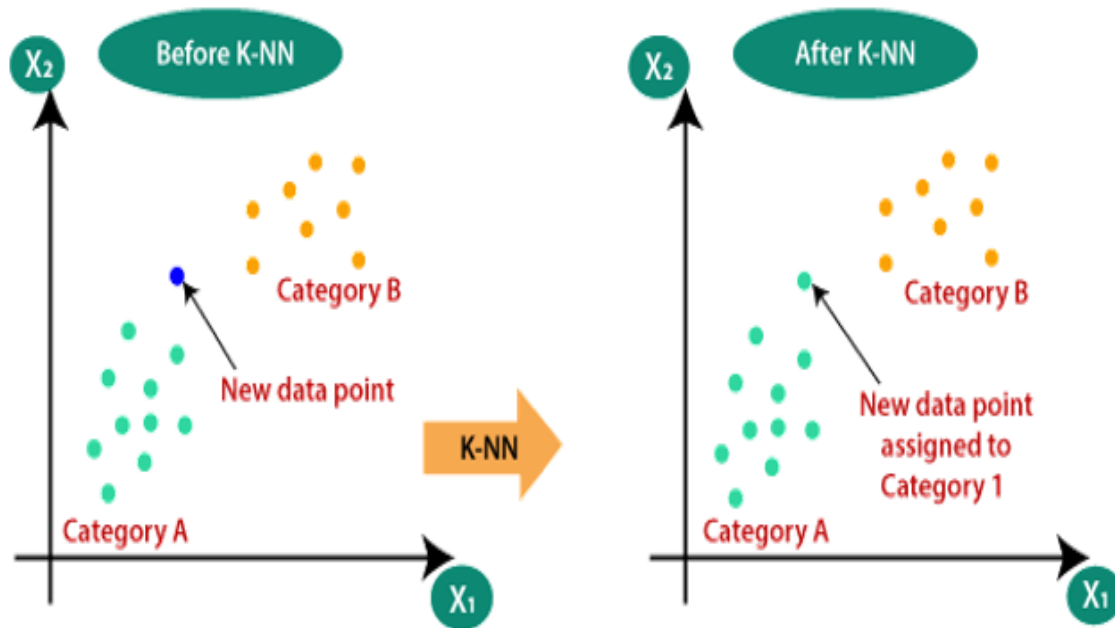 Before K-NN
X₂
Category B
New data point
Category A
X₁
K-NN
After K-NN
X₂
Category B
New data point
assigned to
Category 1
Category A
X₁